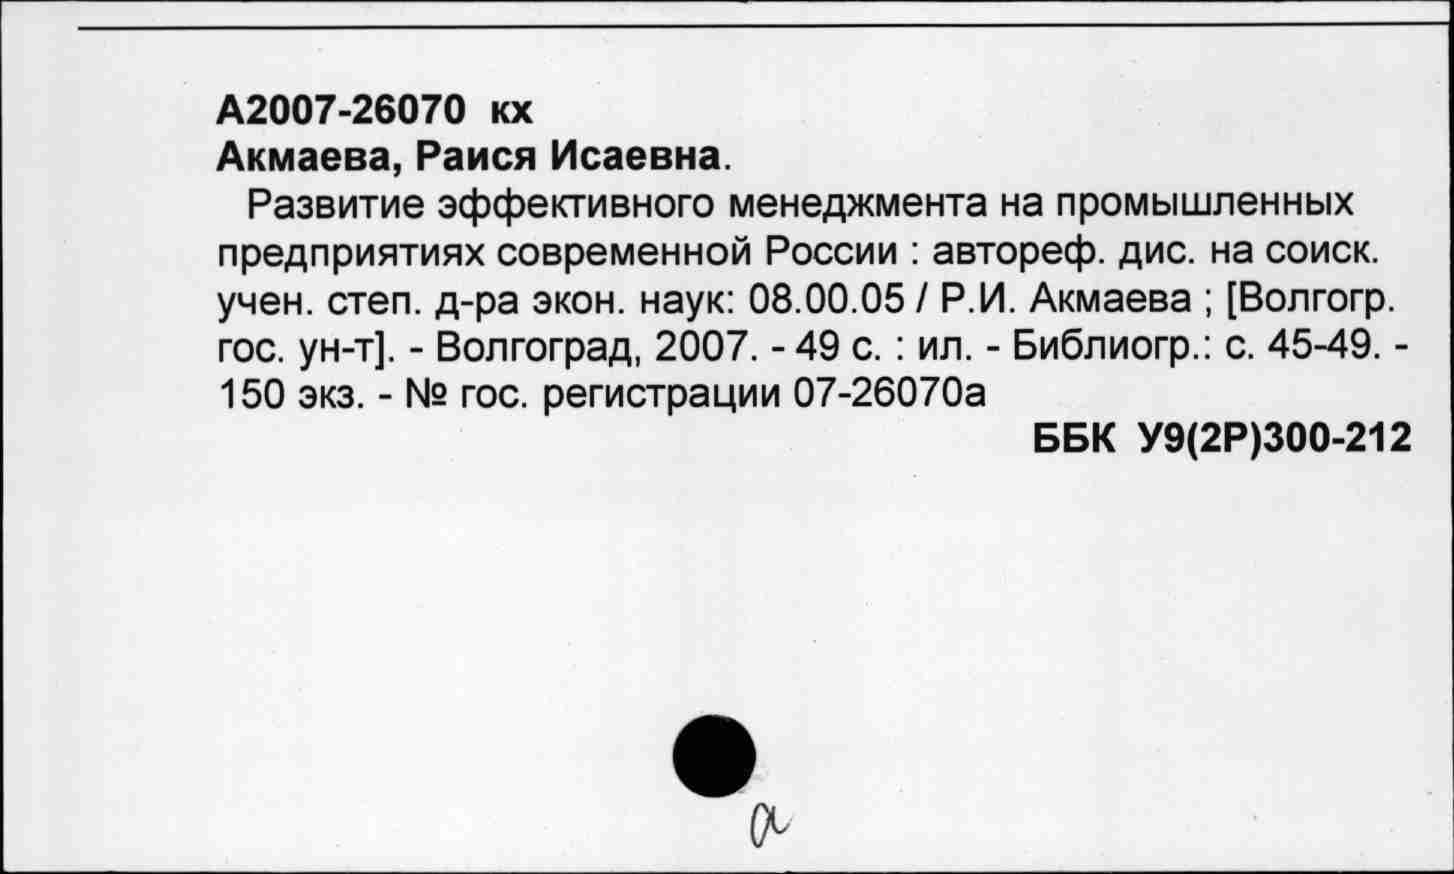 А2007-26070 кх
Акмаева, Раися Исаевна.
Развитие эффективного менеджмента на промышленных
предприятиях современной России : автореф. дис. на соиск.
учен. степ. д-ра экон. наук: 08.00.05 / Р.И. Акмаева ; [Волгогр.
гос. ун-т]. - Волгоград, 2007. - 49 с. : ил. - Библиогр.: с. 45-49. -
150 экз. - № гос. регистрации 07-26070а
ББК У9(2Р)300-212
а